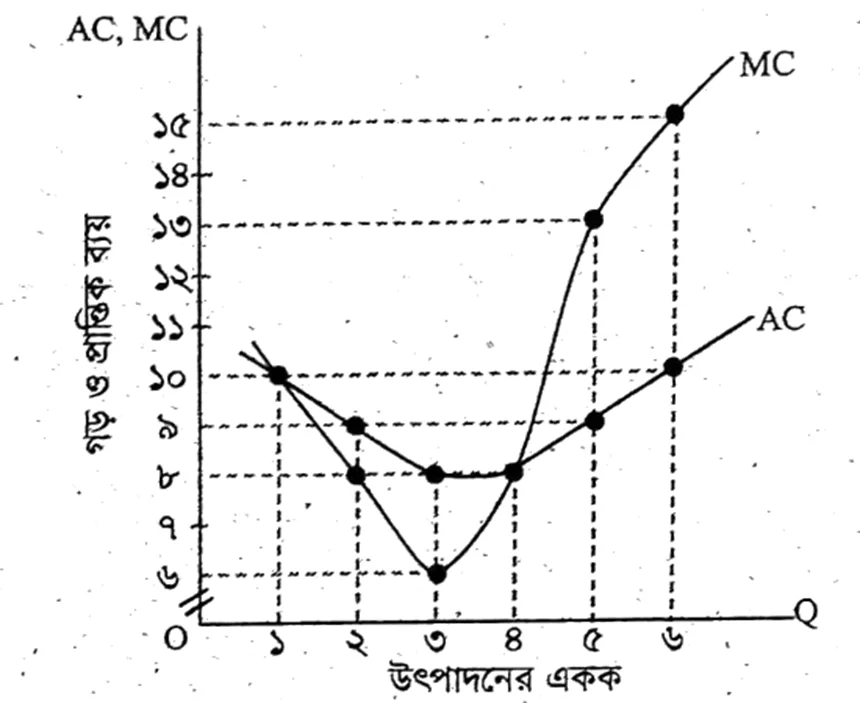 AC, MC
MC
১৫
১৪
১৩
১২
১১
AC
১০
৯
৮
৭
৬
গড় ও প্রান্তিক ব্যয়
O
Q
১ ২ ৩ ৪ ৫ ৬
উৎপাদনের একক